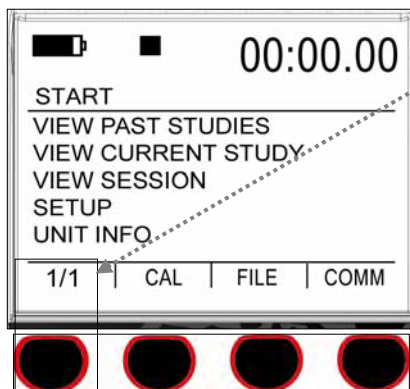 00:00.00
START
VIEW PAST STUDIES
VIEW CURRENT STUDY
VIEW SESSION
SETUP
UNIT INFO
1/1 | CAL | FILE | COMM